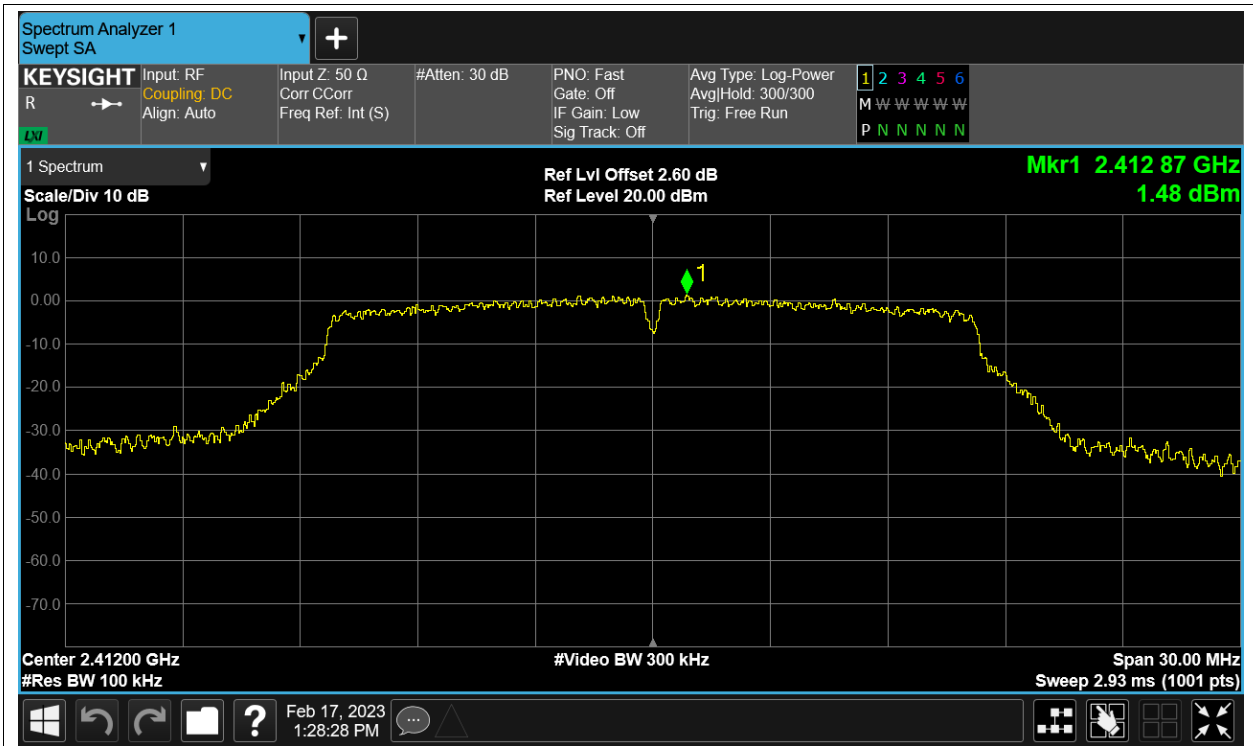 Spectrum Analyzer 1
Swept SA
KEYSIGHT
R
LXI
Input: RF
Coupling: DC
Align: Auto
Input Z: 50 Ω
Corr CCorr
Freq Ref: Int (S)
#Atten: 30 dB
PNO: Fast
Gate: Off
IF Gain: Low
Sig Track: Off
Avg Type: Log-Power
Avg|Hold: 300/300
Trig: Free Run
1 2 3 4 5 6
M W W W W W
P N N N N N
1 Spectrum
Scale/Div 10 dB
Log
Ref Lvl Offset 2.60 dB
Ref Level 20.00 dBm
Mkr1 2.412 87 GHz
1.48 dBm
10.0
1
0.00
-10.0
-20.0
-30.0
-40.0
-50.0
-60.0
-70.0
Center 2.41200 GHz
#Res BW 100 kHz
#Video BW 300 kHz
Span 30.00 MHz
Sweep 2.93 ms (1001 pts)
?
Feb 17, 2023
1:28:28 PM